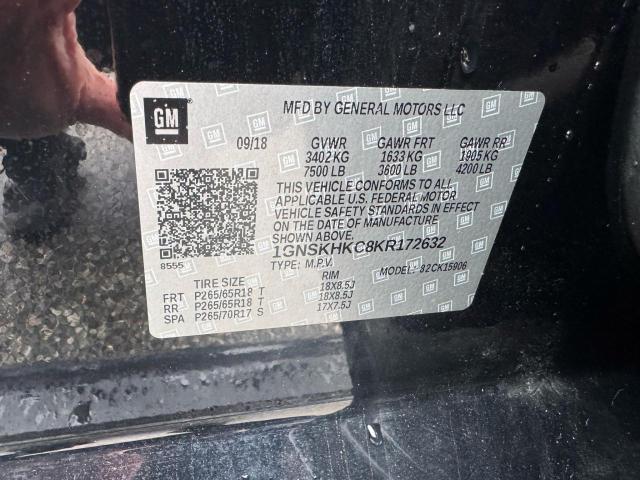 GM
MFD BY GENERAL MOTORS LLC
09/18 GVWR GAWR FRT GAWR RR
3402 KG 1633 KG 1905 KG
7500 LB 3600 LB 4200 LB
THIS VEHICLE CONFORMS TO ALL
APPLICABLE U.S. FEDERAL MOTOR
VEHICLE SAFETY STANDARDS IN EFFECT
ON THE DATE OF MANUFACTURE
SHOWN ABOVE.
8555
1GNSKHKC8KR172632
TYPE: M.P.V. MODEL: 82CK15906
TIRE SIZE RIM
FRT P265/65R18 T 18X8.5J
RR P265/65R18 T 18X8.5J
SPA P265/70R17 S 17X7.5J